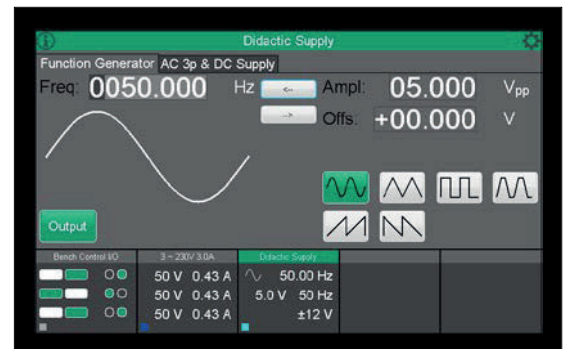 Didactic Supply
Function Generator AC 3p & DC Supply
Freq: 0050.000 Hz <-- Ampl: 05.000 Vpp
--> Offs: +00.000 V
Output
Bench Control I/O 3 ~ 230V 3.0A Didactic Supply
50 V 0.43 A 50.00 Hz
50 V 0.43 A 5.0 V 50 Hz
50 V 0.43 A ±12 V